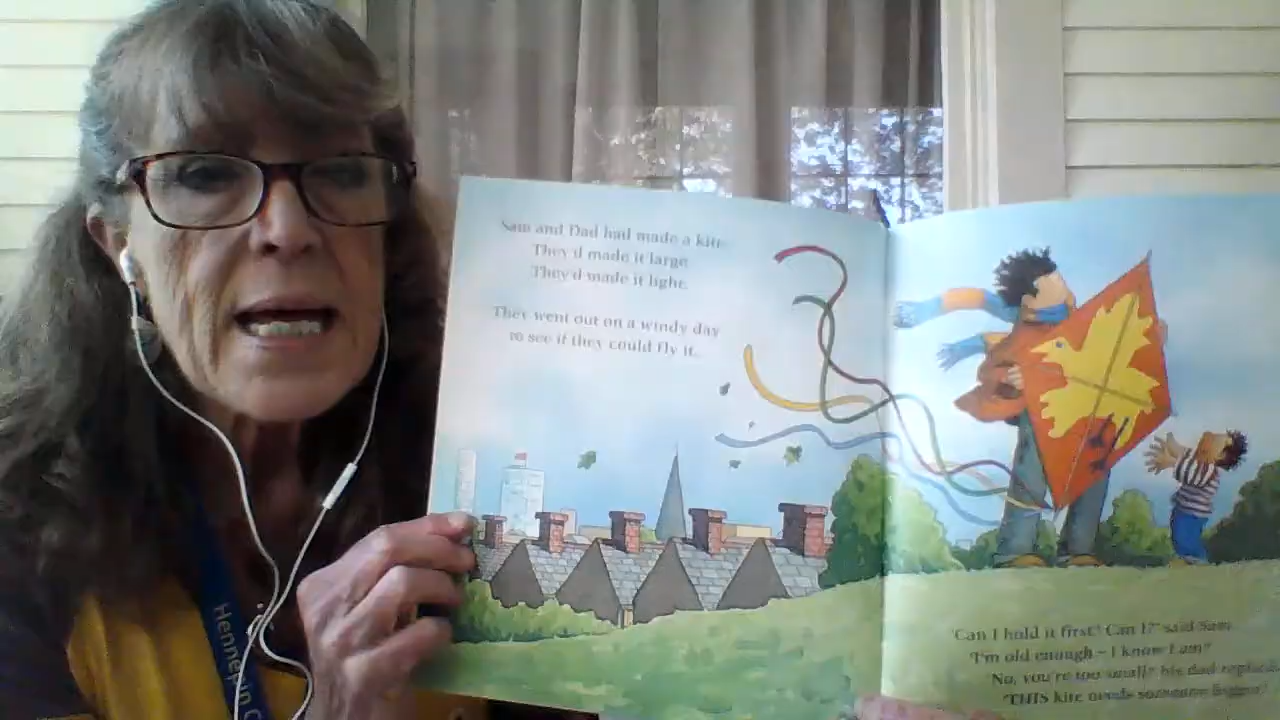 Sam and Dad had made a kite.
They'd made it large.
They'd made it light.
They went out on a windy day
to see if they could fly it.
'Can I hold it first? Can I?' said Sam.
'I'm old enough – I know I am!'
'No, you're too small,' his dad replied.
'THIS kite needs someone bigger.'
Hennepin C